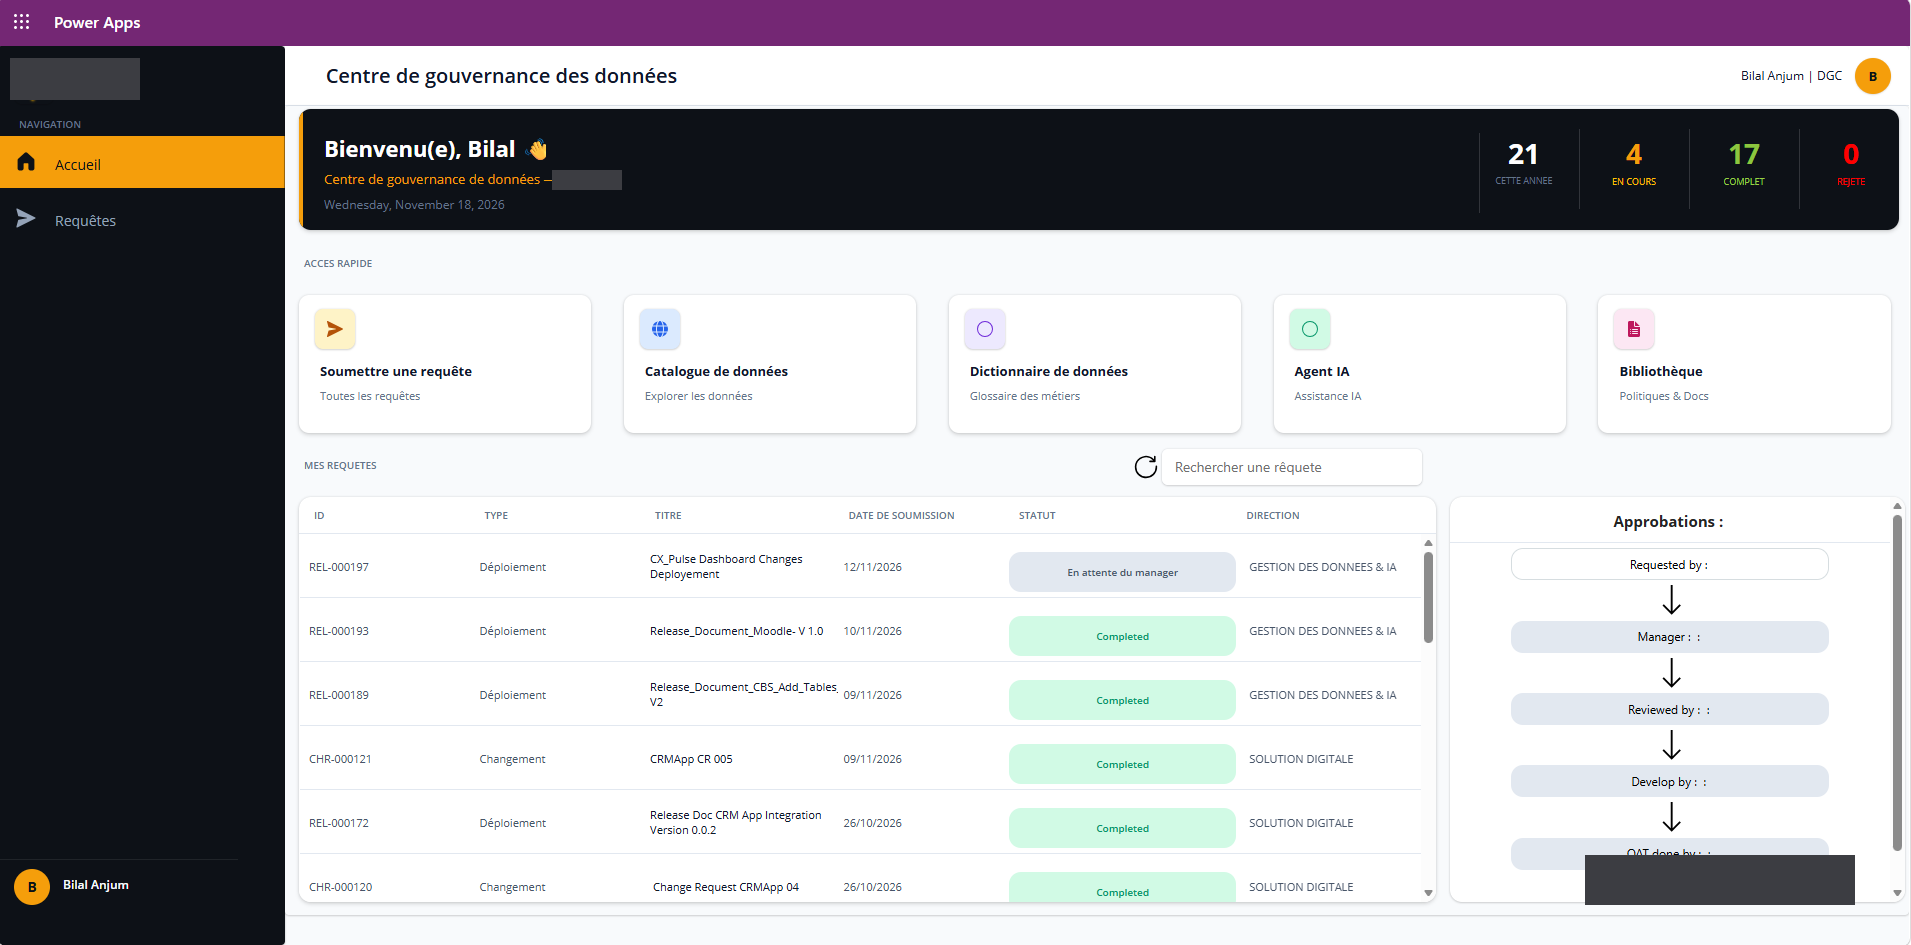 Power Apps
NAVIGATION
Accueil
Requêtes
B
Bilal Anjum
Centre de gouvernance des données
Bilal Anjum | DGC
B
Bienvenu(e), Bilal 👋
Centre de gouvernance de données —
Wednesday, November 18, 2026
21
CETTE ANNEE
4
EN COURS
17
COMPLET
0
REJETE
ACCES RAPIDE
Soumettre une requête
Toutes les requêtes
Catalogue de données
Explorer les données
Dictionnaire de données
Glossaire des métiers
Agent IA
Assistance IA
Bibliothèque
Politiques & Docs
MES REQUETES
Rechercher une rêquete
ID TYPE TITRE DATE DE SOUMISSION STATUT DIRECTION
REL-000197 Déploiement CX_Pulse Dashboard Changes Deployement 12/11/2026 En attente du manager GESTION DES DONNEES & IA
REL-000193 Déploiement Release_Document_Moodle- V 1.0 10/11/2026 Completed GESTION DES DONNEES & IA
REL-000189 Déploiement Release_Document_CBS_Add_Tables_ V2 09/11/2026 Completed GESTION DES DONNEES & IA
CHR-000121 Changement CRMApp CR 005 09/11/2026 Completed SOLUTION DIGITALE
REL-000172 Déploiement Release Doc CRM App Integration Version 0.0.2 26/10/2026 Completed SOLUTION DIGITALE
CHR-000120 Changement Change Request CRMApp 04 26/10/2026 Completed SOLUTION DIGITALE
Approbations :
Requested by :
Manager : :
Reviewed by : :
Develop by : :
done by : :